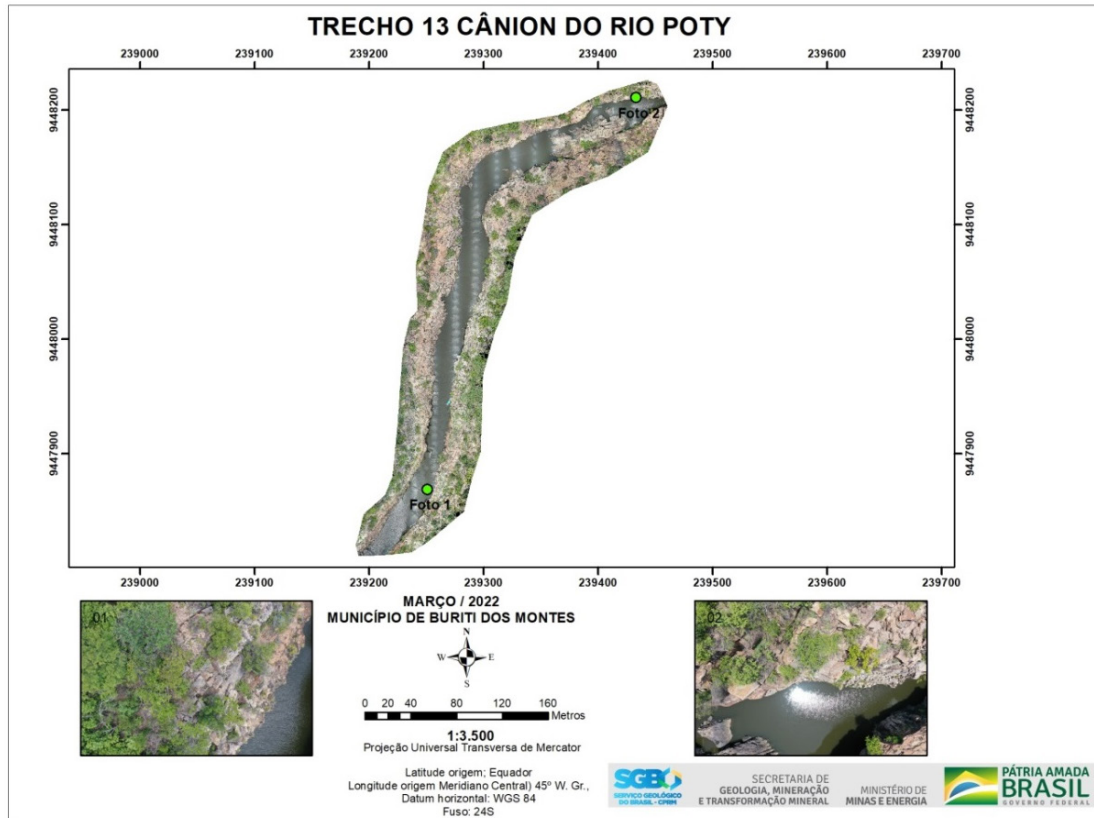 TRECHO 13 CÂNION DO RIO POTY
239000 239100 239200 239300 239400 239500 239600 239700
9448200 9448200
Foto 2
9448100 9448100
9448000 9448000
9447900 9447900
Foto 1
239000 239100 239200 239300 239400 239500 239600 239700
01
MARÇO / 2022
MUNICÍPIO DE BURITI DOS MONTES
N
W E
S
0 20 40 80 120 160
Metros
1:3.500
Projeção Universal Transversa de Mercator
Latitude origem; Equador
Longitude origem Meridiano Central) 45º W. Gr.,
Datum horizontal: WGS 84
Fuso: 24S
02
SGB
SERVIÇO GEOLÓGICO
DO BRASIL - CPRM
SECRETARIA DE
GEOLOGIA, MINERAÇÃO
E TRANSFORMAÇÃO MINERAL
MINISTÉRIO DE
MINAS E ENERGIA
PÁTRIA AMADA
BRASIL
GOVERNO FEDERAL